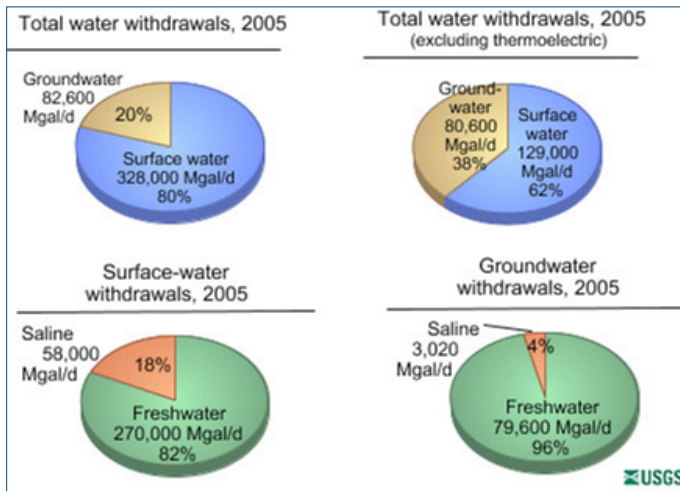 Total water withdrawals, 2005
Groundwater
82,600
Mgal/d
20%
Surface water
328,000 Mgal/d
80%
Total water withdrawals, 2005
(excluding thermoelectric)
Ground-
water
80,600
Mgal/d
38%
Surface
water
129,000
Mgal/d
62%
Surface-water
withdrawals, 2005
Saline
58,000
Mgal/d
18%
Freshwater
270,000 Mgal/d
82%
Groundwater
withdrawals, 2005
Saline
3,020
Mgal/d
4%
Freshwater
79,600 Mgal/d
96%
USGS